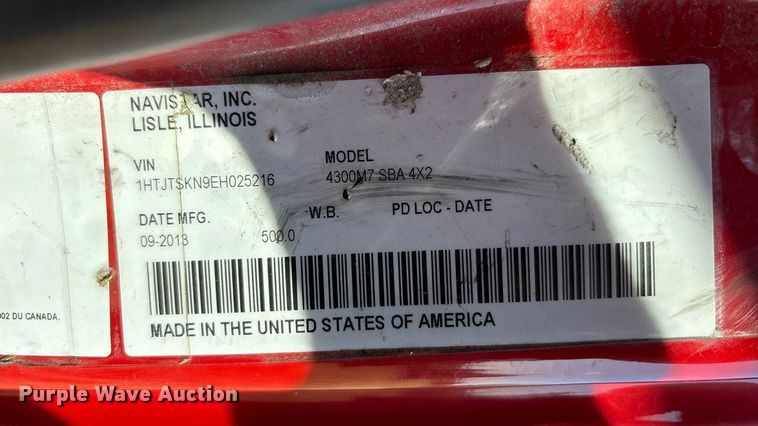 NAVISTAR, INC.
LISLE, ILLINOIS
VIN
1HTJTSKN9EH025216
MODEL
4300M7 SBA 4X2
DATE MFG.
09-2013
W.B.
500.0
PD LOC - DATE
MADE IN THE UNITED STATES OF AMERICA
002 DU CANADA.
Purple Wave Auction